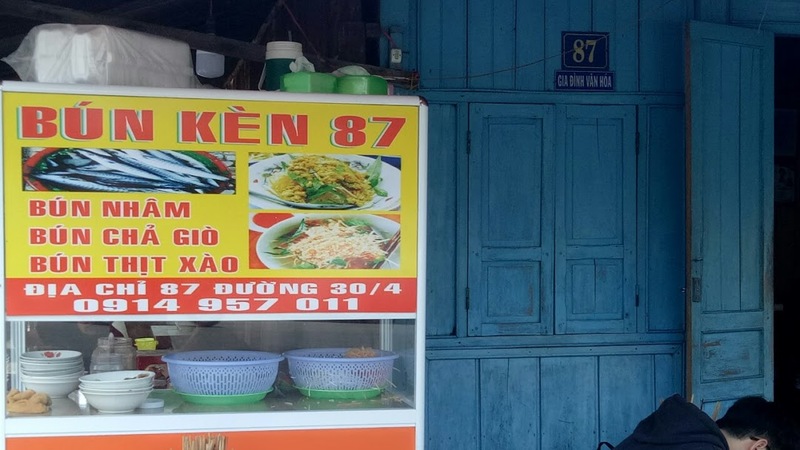 BÚN KÈN 87
BÚN NHÂM
BÚN CHẢ GIÒ
BÚN THỊT XÀO
ĐỊA CHỈ 87 ĐƯỜNG 30/4
0914 957 011
87
GIA ĐÌNH VĂN HÓA